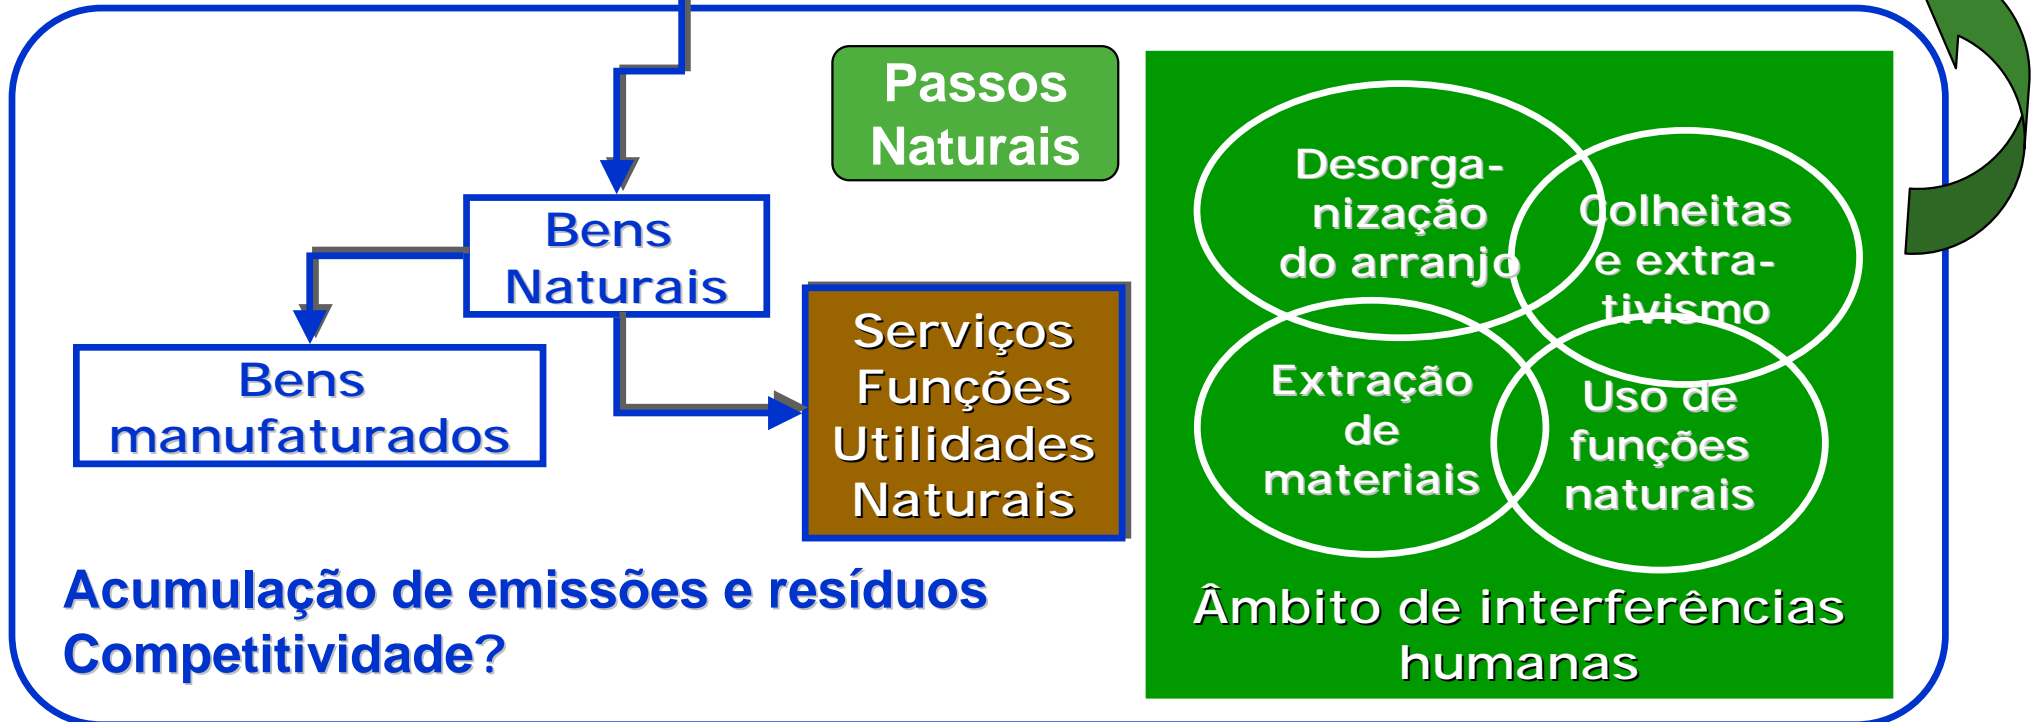 Passos
Naturais
Bens
Naturais
Bens
manufaturados
Serviços
Funções
Utilidades
Naturais
Desorga-
nização
do arranjo
Colheitas
e extra-
tivismo
Extração
de
materiais
Uso de
funções
naturais
Âmbito de interferências
humanas
Acumulação de emissões e resíduos
Competitividade?